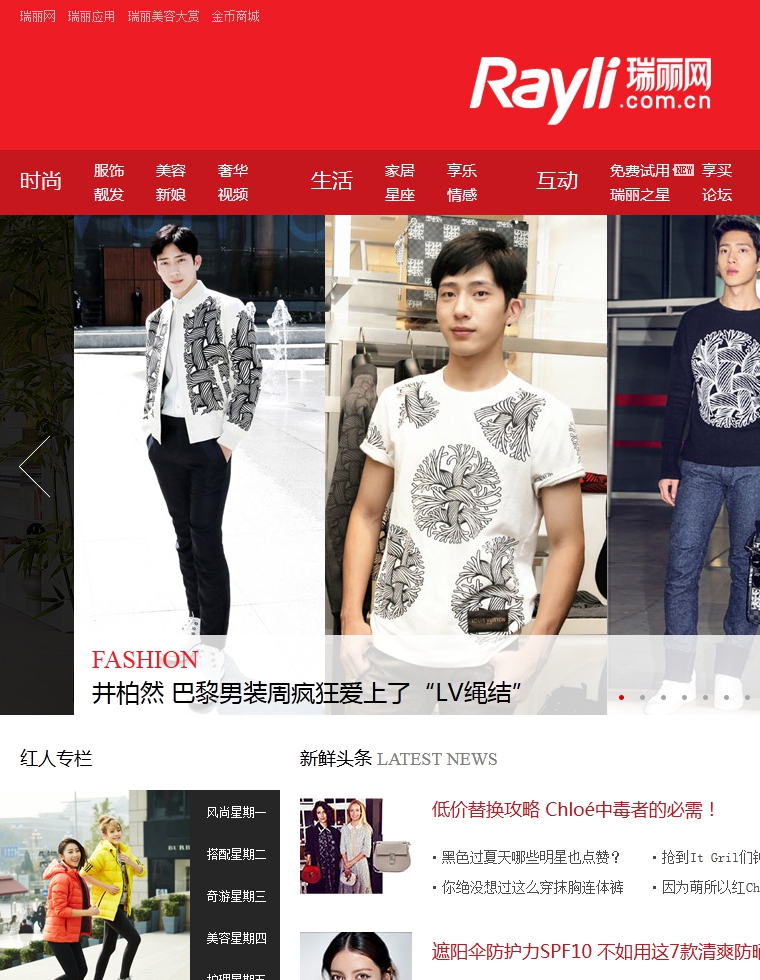 瑞丽网 瑞丽应用 瑞丽美容大赏 金币商城
Rayli 瑞丽网
.com.cn
时尚 服饰 美容 奢华 生活 家居 享乐 互动 免费试用 NEW 享买
靓发 新娘 视频 星座 情感 瑞丽之星 论坛
FASHION
井柏然 巴黎男装周疯狂爱上了“LV绳结”
红人专栏
新鲜头条 LATEST NEWS
风尚星期一
搭配星期二
奇游星期三
美容星期四
护理星期五
低价替换攻略 Chloé中毒者的必需！
· 黑色过夏天哪些明星也点赞？ · 抢到It Gril们钟
· 你绝没想过这么穿抹胸连体裤 · 因为萌所以红Ch
遮阳伞防护力SPF10 不如用这7款清爽防晒